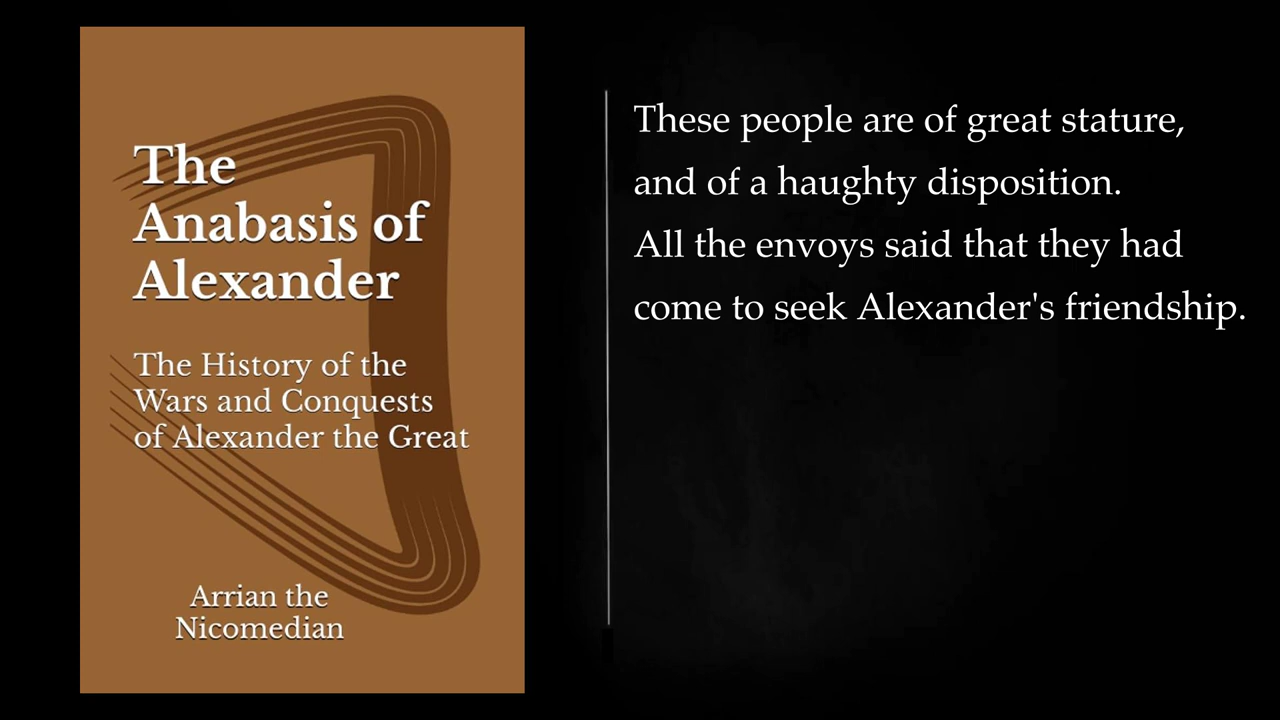 The
Anabasis of
Alexander
The History of the
Wars and Conquests
of Alexander the Great
Arrian the
Nicomedian
These people are of great stature,
and of a haughty disposition.
All the envoys said that they had
come to seek Alexander's friendship.